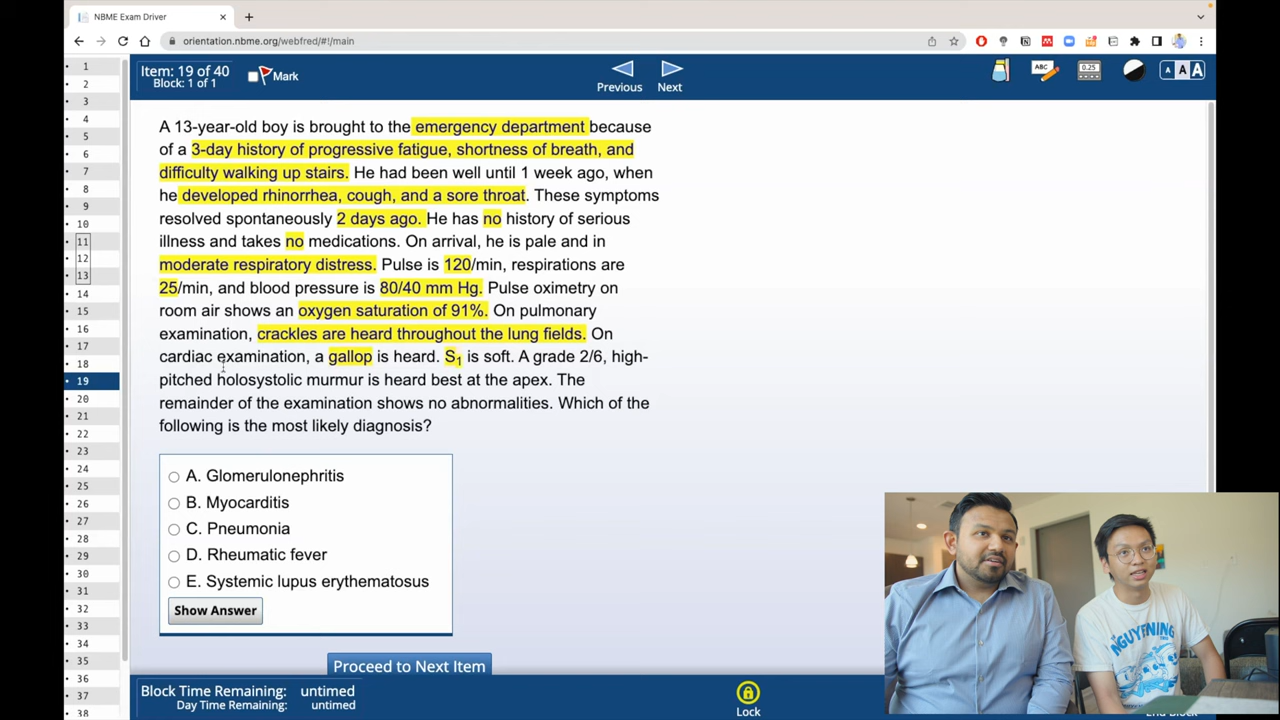 NBME Exam Driver
orientation.nbme.org/webfred/#!/main
Item: 19 of 40
Block: 1 of 1
Mark
Previous
Next
ABC
0.25
A A A
1
2
3
4
5
6
7
8
9
10
11
12
13
14
15
16
17
18
19
20
21
22
23
24
25
26
27
28
29
30
31
32
33
34
35
36
37
38
A 13-year-old boy is brought to the emergency department because
of a 3-day history of progressive fatigue, shortness of breath, and
difficulty walking up stairs. He had been well until 1 week ago, when
he developed rhinorrhea, cough, and a sore throat. These symptoms
resolved spontaneously 2 days ago. He has no history of serious
illness and takes no medications. On arrival, he is pale and in
moderate respiratory distress. Pulse is 120/min, respirations are
25/min, and blood pressure is 80/40 mm Hg. Pulse oximetry on
room air shows an oxygen saturation of 91%. On pulmonary
examination, crackles are heard throughout the lung fields. On
cardiac examination, a gallop is heard. S1 is soft. A grade 2/6, high-
pitched holosystolic murmur is heard best at the apex. The
remainder of the examination shows no abnormalities. Which of the
following is the most likely diagnosis?
A. Glomerulonephritis
B. Myocarditis
C. Pneumonia
D. Rheumatic fever
E. Systemic lupus erythematosus
Show Answer
Proceed to Next Item
Block Time Remaining: untimed
Day Time Remaining: untimed
Lock
End Block
NGUYENING